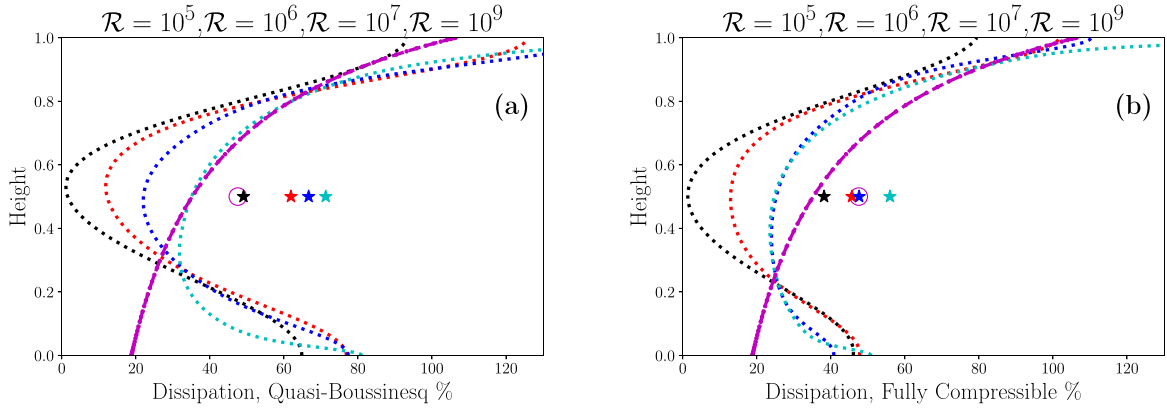 ℛ = 10⁵,ℛ = 10⁶,ℛ = 10⁷,ℛ = 10⁹
1.0
0.8
0.6
0.4
0.2
0.0
Height
(a)
0 20 40 60 80 100 120
Dissipation, Quasi-Boussinesq %
ℛ = 10⁵,ℛ = 10⁶,ℛ = 10⁷,ℛ = 10⁹
1.0
0.8
0.6
0.4
0.2
0.0
Height
(b)
0 20 40 60 80 100 120
Dissipation, Fully Compressible %